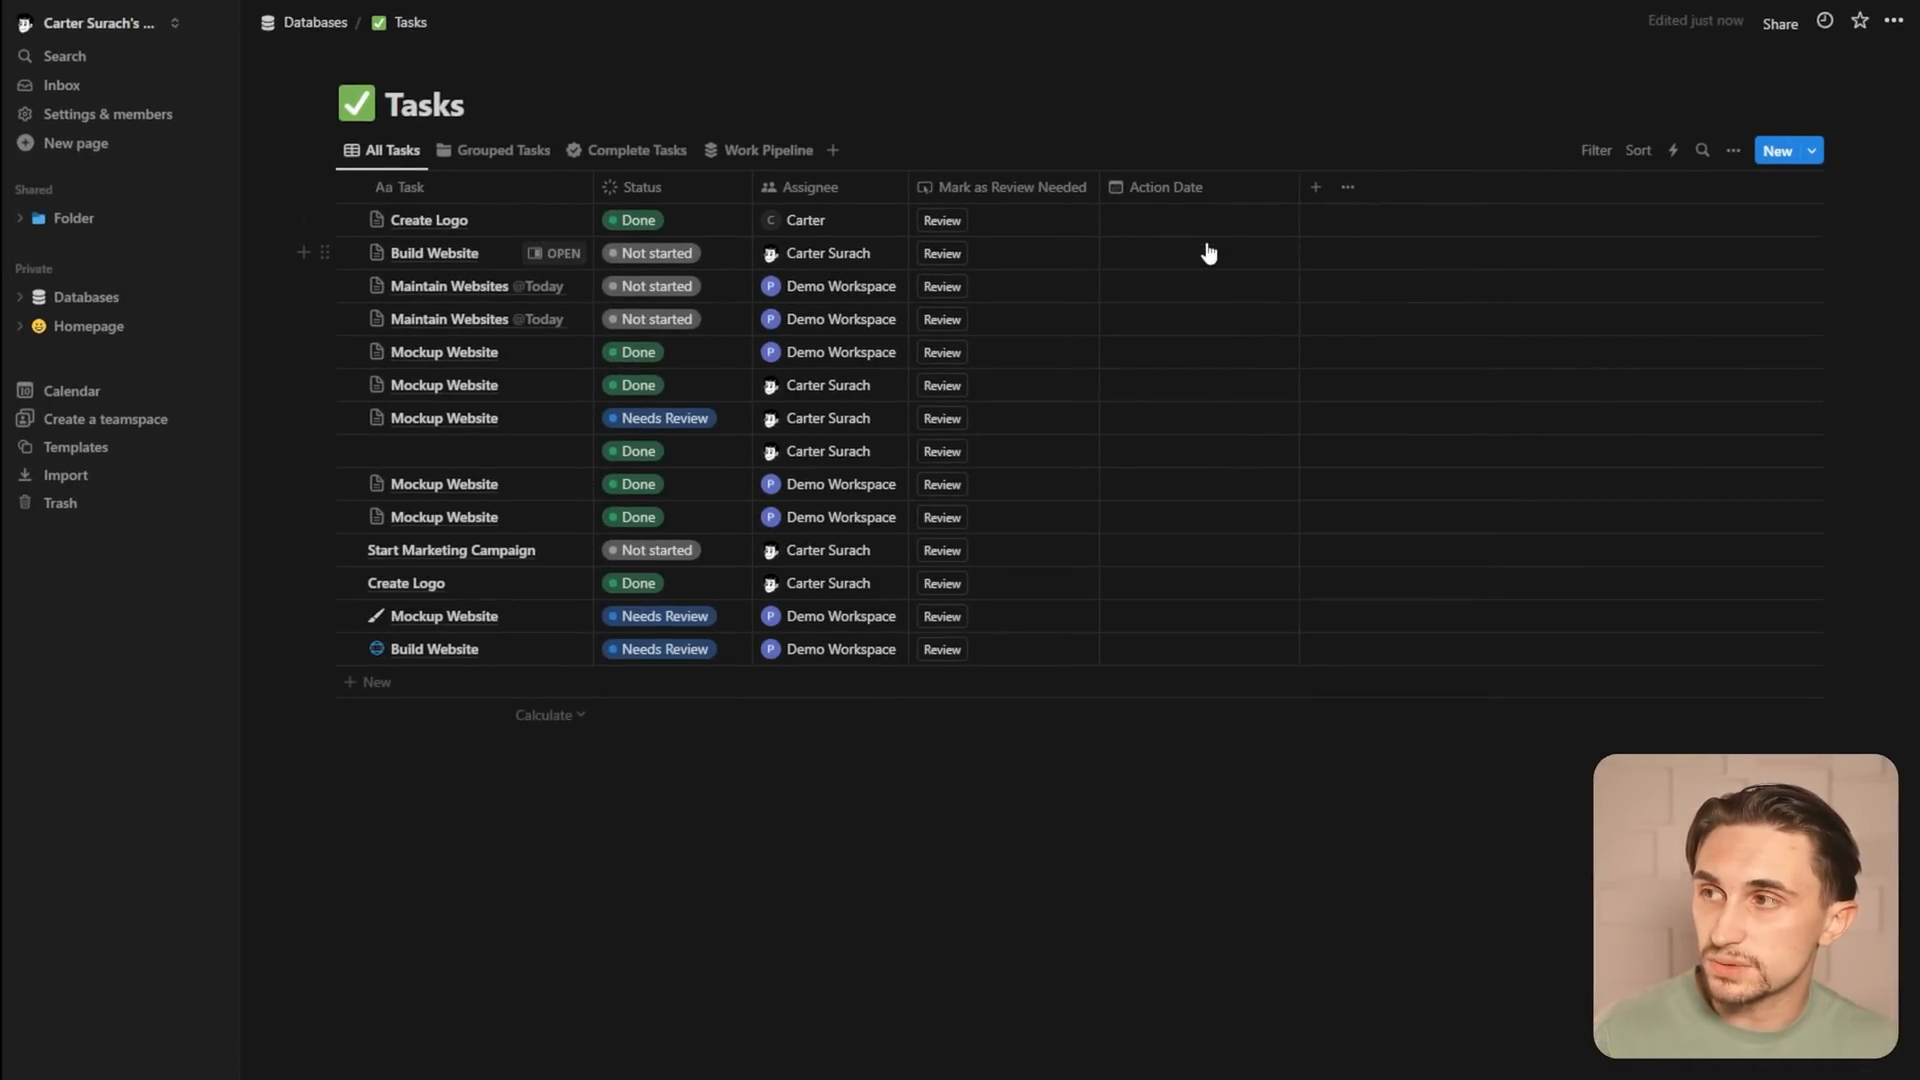 Carter Surach's ...
Search
Inbox
Settings & members
New page
Shared
Folder
Private
Databases
Homepage
Calendar
Create a teamspace
Templates
Import
Trash
Databases / Tasks
Edited just now Share
Tasks
All Tasks Grouped Tasks Complete Tasks Work Pipeline
Filter Sort New
Aa Task Status Assignee Mark as Review Needed Action Date
Create Logo Done C Carter Review
Build Website OPEN Not started Carter Surach Review
Maintain Websites @Today Not started P Demo Workspace Review
Maintain Websites @Today Not started P Demo Workspace Review
Mockup Website Done P Demo Workspace Review
Mockup Website Done Carter Surach Review
Mockup Website Needs Review Carter Surach Review
Done Carter Surach Review
Mockup Website Done P Demo Workspace Review
Mockup Website Done P Demo Workspace Review
Start Marketing Campaign Not started Carter Surach Review
Create Logo Done Carter Surach Review
Mockup Website Needs Review P Demo Workspace Review
Build Website Needs Review P Demo Workspace Review
+ New
Calculate